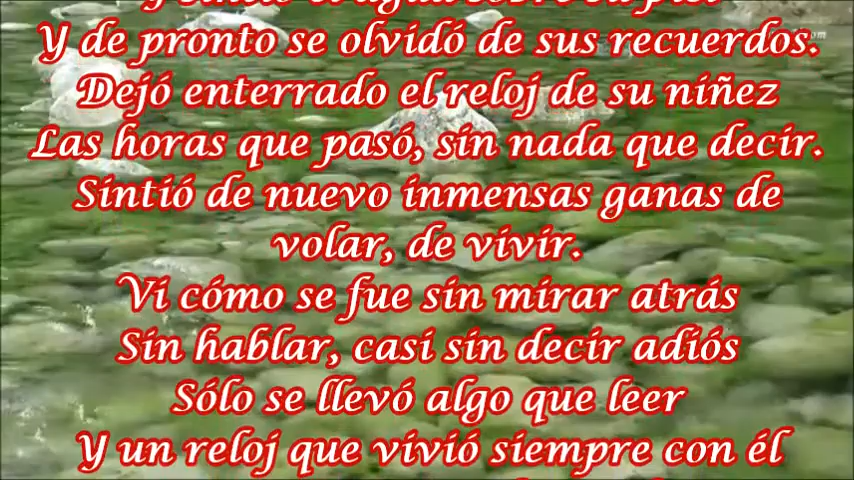 Y de pronto se olvidó de sus recuerdos.
Dejó enterrado el reloj de su niñez
Las horas que pasó, sin nada que decir.
Sintió de nuevo inmensas ganas de
volar, de vivir.
Vi cómo se fue sin mirar atrás
Sin hablar, casi sin decir adiós
Sólo se llevó algo que leer
Y un reloj que vivió siempre con él